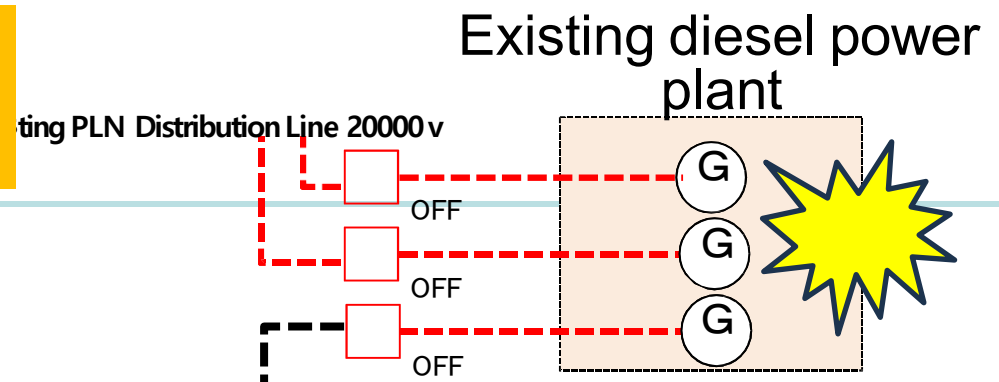 Existing diesel power
plant
ting PLN Distribution Line 20000 v
G
OFF
G
OFF
G
OFF